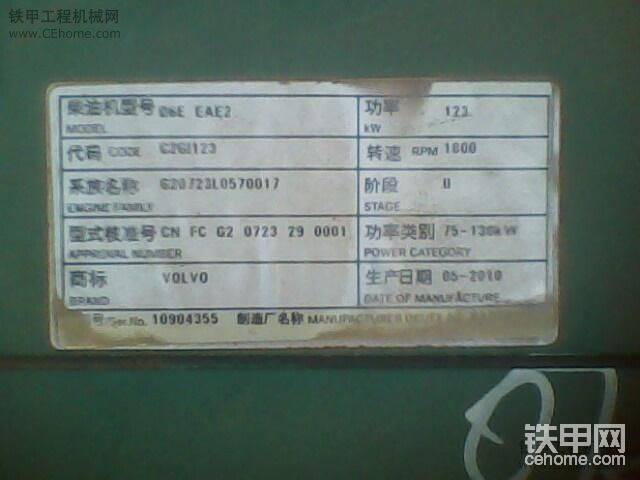 铁甲工程机械网
www.CEhome.com
柴油机型号 D6E EAE2 功率 123
MODEL kW
代码 CODE C2GI123 转速 RPM 1800
系族名称 G20723L0570017 阶段 II
ENGINE FAMILY STAGE
型式核准号 CN FC G2 0723 29 0001 功率类别 75-130kW
APPROVAL NUMBER POWER CATEGORY
商标 VOLVO 生产日期 05-2010
BRAND DATE OF MANUFACTURE
号/Ser.No. 10904355 制造厂名称 MANUFACTURER DEUTZ
铁甲网
cehome.com